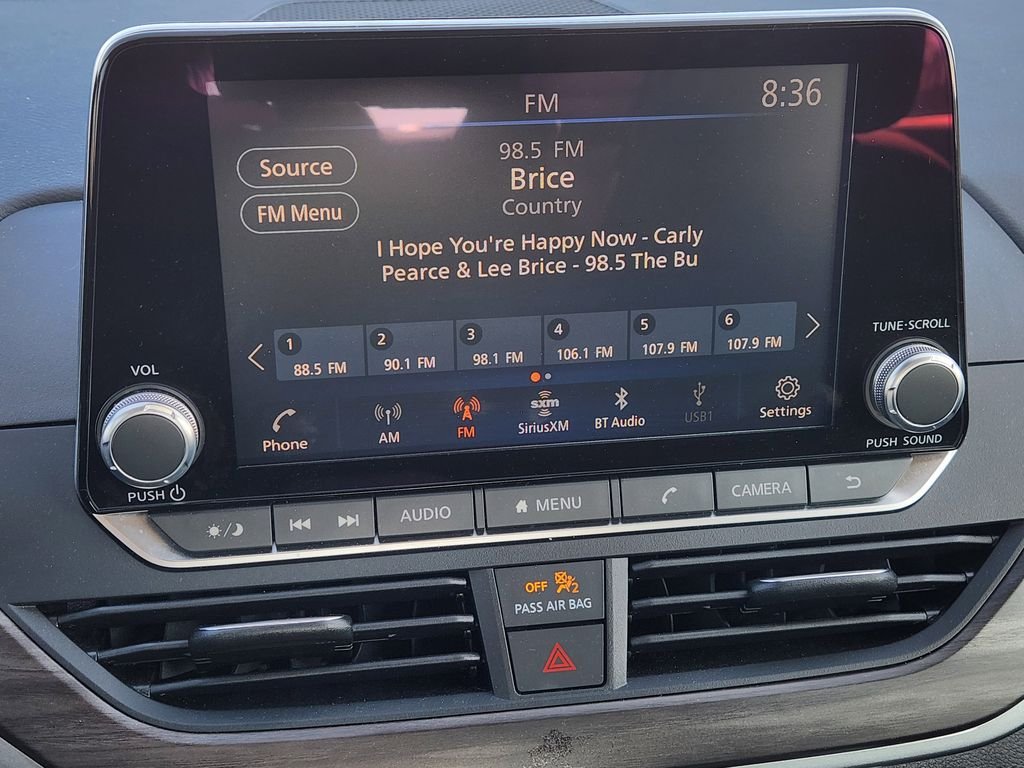 FM
8:36
Source
FM Menu
98.5 FM
Brice
Country
I Hope You're Happy Now - Carly
Pearce & Lee Brice - 98.5 The Bu
1 2 3 4 5 6
88.5 FM 90.1 FM 98.1 FM 106.1 FM 107.9 FM 107.9 FM
Phone
AM
FM
sxm
SiriusXM
BT Audio
USB1
Settings
VOL
PUSH
TUNE·SCROLL
PUSH SOUND
AUDIO
MENU
CAMERA
OFF 2
PASS AIR BAG